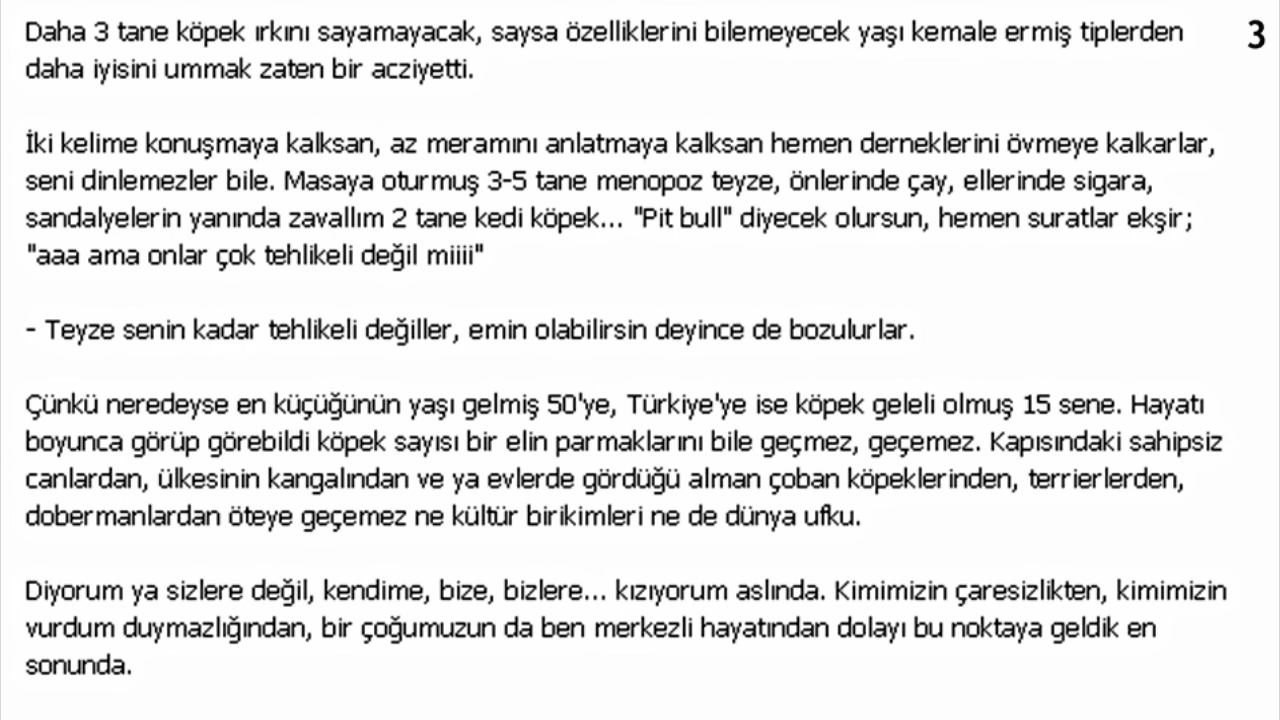 Daha 3 tane köpek ırkını sayamayacak, saysa özelliklerini bilemeyecek yaşı kemale ermiş tiplerden
3
daha iyisini ummak zaten bir acziyetti.
İki kelime konuşmaya kalksan, az meramını anlatmaya kalksan hemen derneklerini övmeye kalkarlar,
seni dinlemezler bile. Masaya oturmuş 3-5 tane menopoz teyze, önlerinde çay, ellerinde sigara,
sandalyelerin yanında zavallım 2 tane kedi köpek... "Pit bull" diyecek olursun, hemen suratlar ekşir;
"aaa ama onlar çok tehlikeli değil miiii"
- Teyze senin kadar tehlikeli değiller, emin olabilirsin deyince de bozulurlar.
Çünkü neredeyse en küçüğünün yaşı gelmiş 50'ye, Türkiye'ye ise köpek geleli olmuş 15 sene. Hayatı
boyunca görüp görebildi köpek sayısı bir elin parmaklarını bile geçmez, geçemez. Kapısındaki sahipsiz
canlardan, ülkesinin kangalından ve ya evlerde gördüğü alman çoban köpeklerinden, terrierlerden,
dobermanlardan öteye geçemez ne kültür birikimleri ne de dünya ufku.
Diyorum ya sizlere değil, kendime, bize, bizlere... kızıyorum aslında. Kimimizin çaresizlikten, kimimizin
vurdum duymazlığından, bir çoğumuzun da ben merkezli hayatından dolayı bu noktaya geldik en
sonunda.